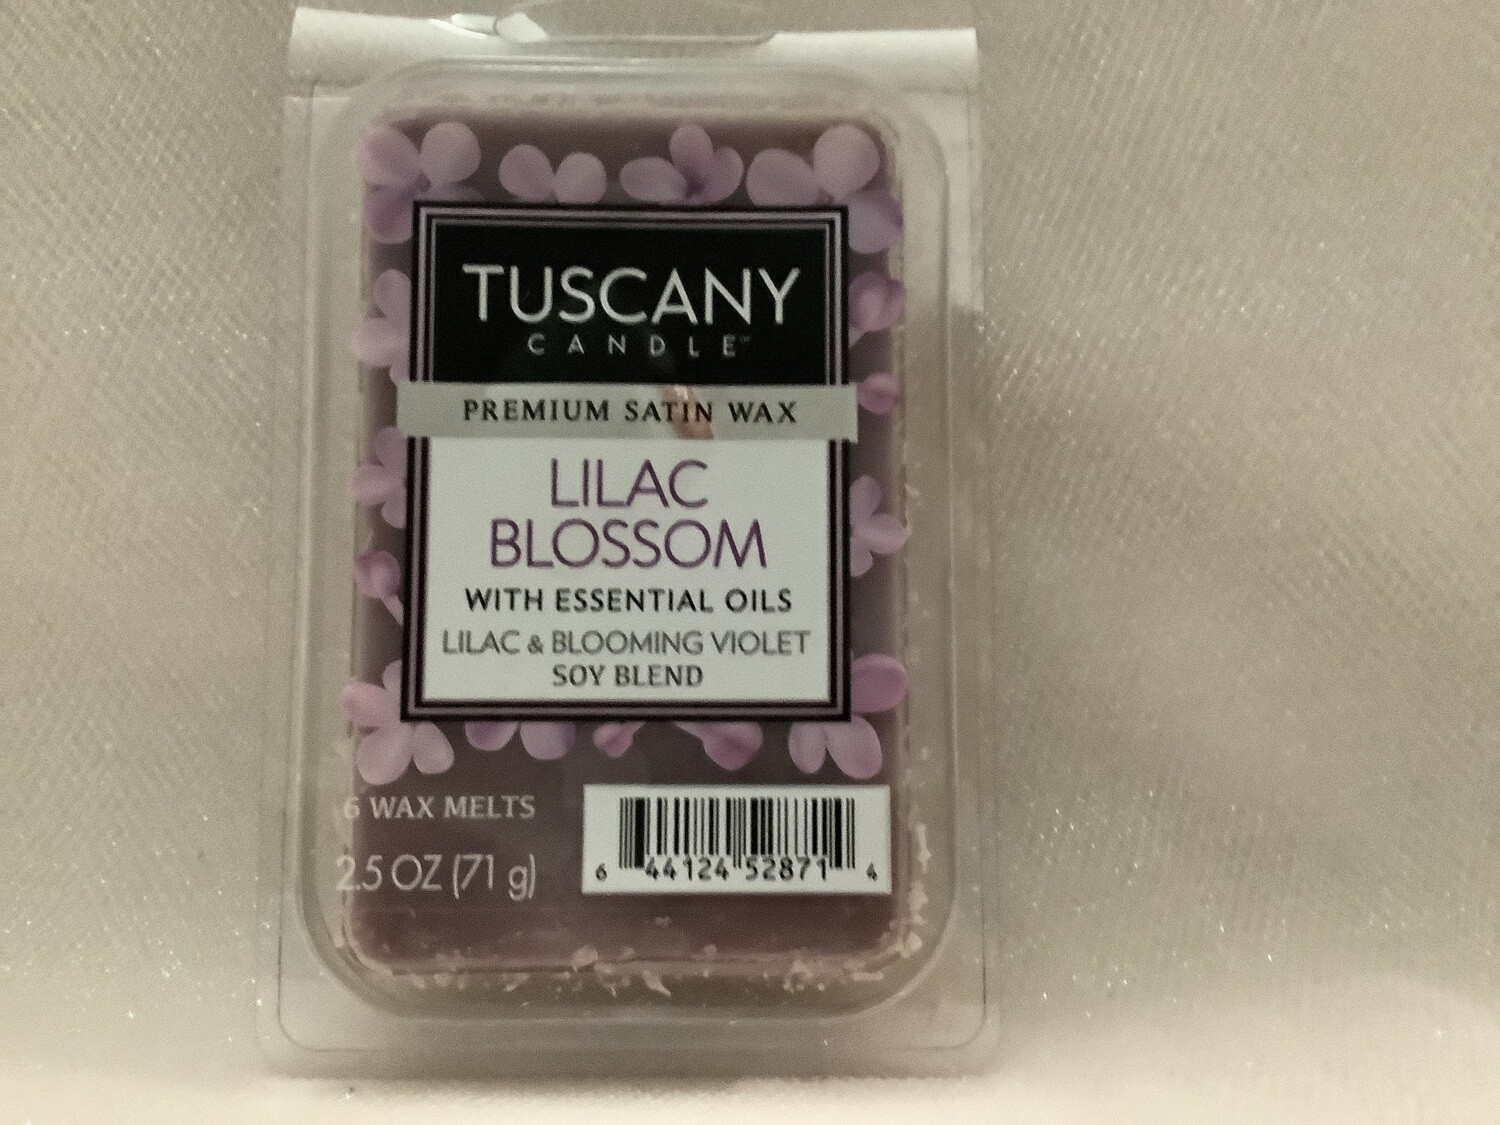 TUSCANY
CANDLE™
PREMIUM SATIN WAX
LILAC
BLOSSOM
WITH ESSENTIAL OILS
LILAC & BLOOMING VIOLET
SOY BLEND
6 WAX MELTS
2.5 OZ (71 g)
6 44124 52871 4